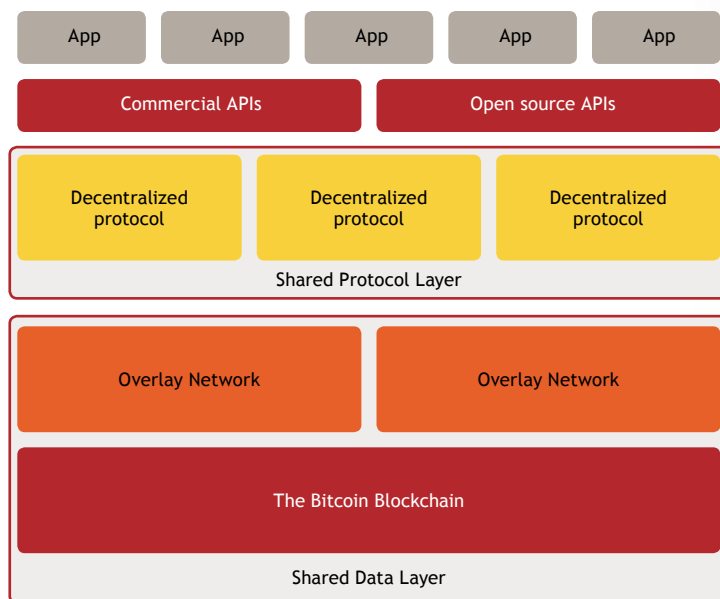 App
App
App
App
App
Commercial APIs
Open source APIs
Decentralized
protocol
Decentralized
protocol
Decentralized
protocol
Shared Protocol Layer
Overlay Network
Overlay Network
The Bitcoin Blockchain
Shared Data Layer